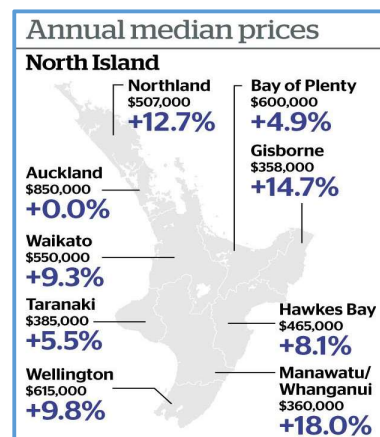 Annual median prices
North Island
Northland
$507,000
+12.7%
Bay of Plenty
$600,000
+4.9%
Gisborne
$358,000
+14.7%
Auckland
$850,000
+0.0%
Waikato
$550,000
+9.3%
Taranaki
$385,000
+5.5%
Hawkes Bay
$465,000
+8.1%
Wellington
$615,000
+9.8%
Manawatu/
Whanganui
$360,000
+18.0%